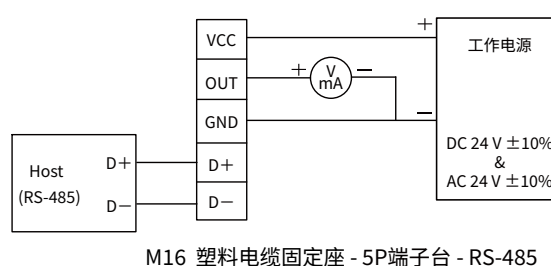 VCC
OUT
GND
D+
D−
+
V
mA
−
+
−
工作电源
DC 24 V ±10%
&
AC 24 V ±10%
Host
(RS-485)
D+
D−
M16 塑料电缆固定座 - 5P端子台 - RS-485